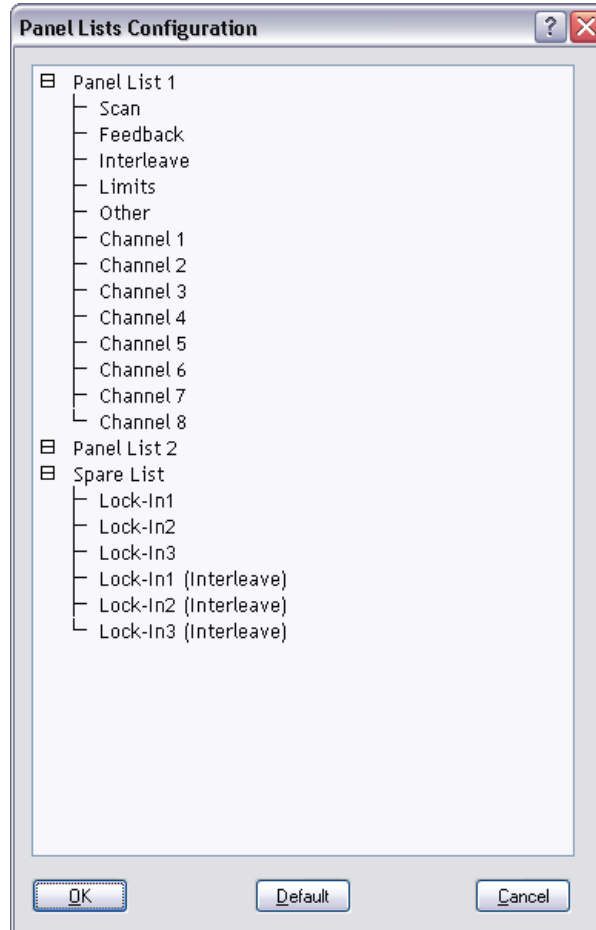 Panel Lists Configuration
Panel List 1
Scan
Feedback
Interleave
Limits
Other
Channel 1
Channel 2
Channel 3
Channel 4
Channel 5
Channel 6
Channel 7
Channel 8
Panel List 2
Spare List
Lock-In1
Lock-In2
Lock-In3
Lock-In1 (Interleave)
Lock-In2 (Interleave)
Lock-In3 (Interleave)
OK Default Cancel